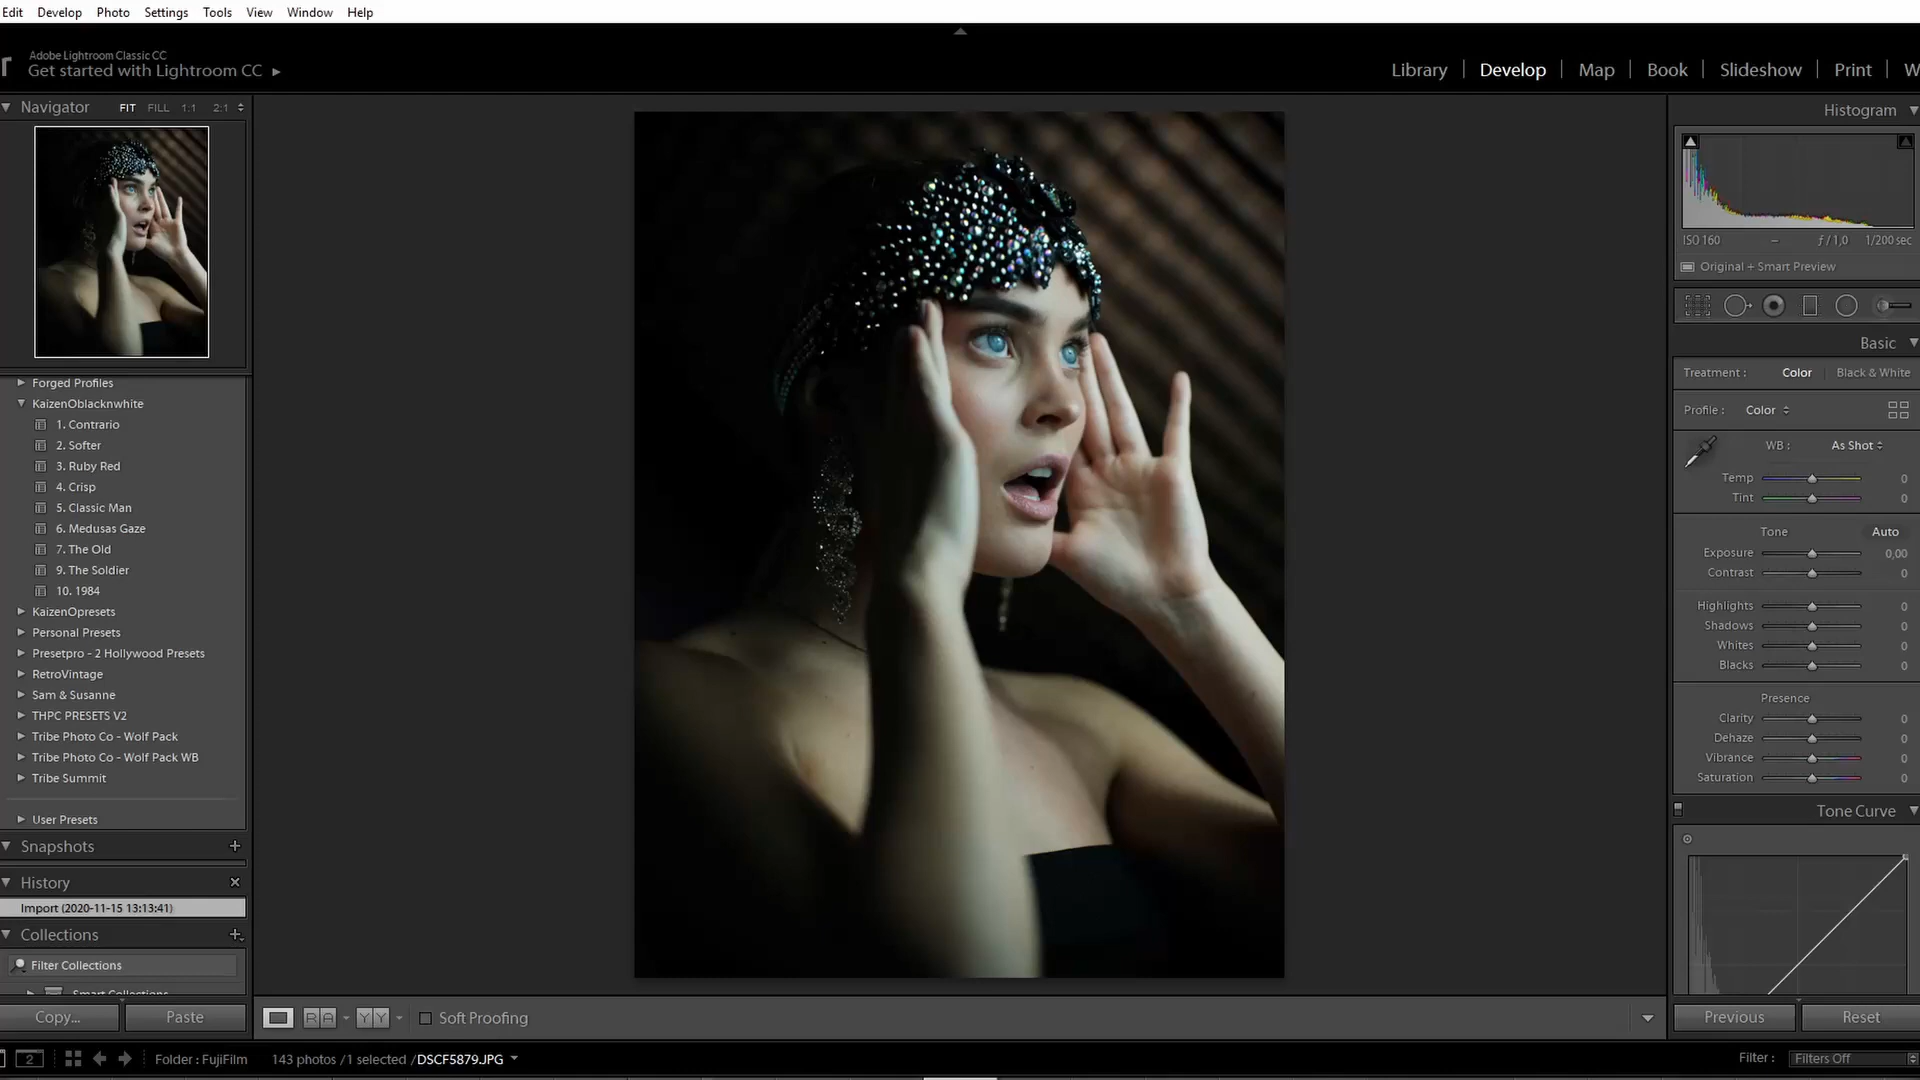 Edit Develop Photo Settings Tools View Window Help
Adobe Lightroom Classic CC
Get started with Lightroom CC
Library Develop Map Book Slideshow Print W
Navigator FIT FILL 1:1 2:1
Forged Profiles
KaizenOblacknwhite
1. Contrario
2. Softer
3. Ruby Red
4. Crisp
5. Classic Man
6. Medusas Gaze
7. The Old
9. The Soldier
10. 1984
KaizenOpresets
Personal Presets
Presetpro - 2 Hollywood Presets
RetroVintage
Sam & Susanne
THPC PRESETS V2
Tribe Photo Co - Wolf Pack
Tribe Photo Co - Wolf Pack WB
Tribe Summit
User Presets
Snapshots
History
Import (2020-11-15 13:13:41)
Collections
Filter Collections
Smart Collections
Copy... Paste
R A Y Y Soft Proofing
2 Folder : FujiFilm 143 photos /1 selected /DSCF5879.JPG
Histogram
ISO 160 – ƒ / 1,0 1/200 sec
Original + Smart Preview
Basic
Treatment : Color Black & White
Profile : Color
WB : As Shot
Temp 0
Tint 0
Tone Auto
Exposure 0,00
Contrast 0
Highlights 0
Shadows 0
Whites 0
Blacks 0
Presence
Clarity 0
Dehaze 0
Vibrance 0
Saturation 0
Tone Curve
Previous Reset
Filter : Filters Off